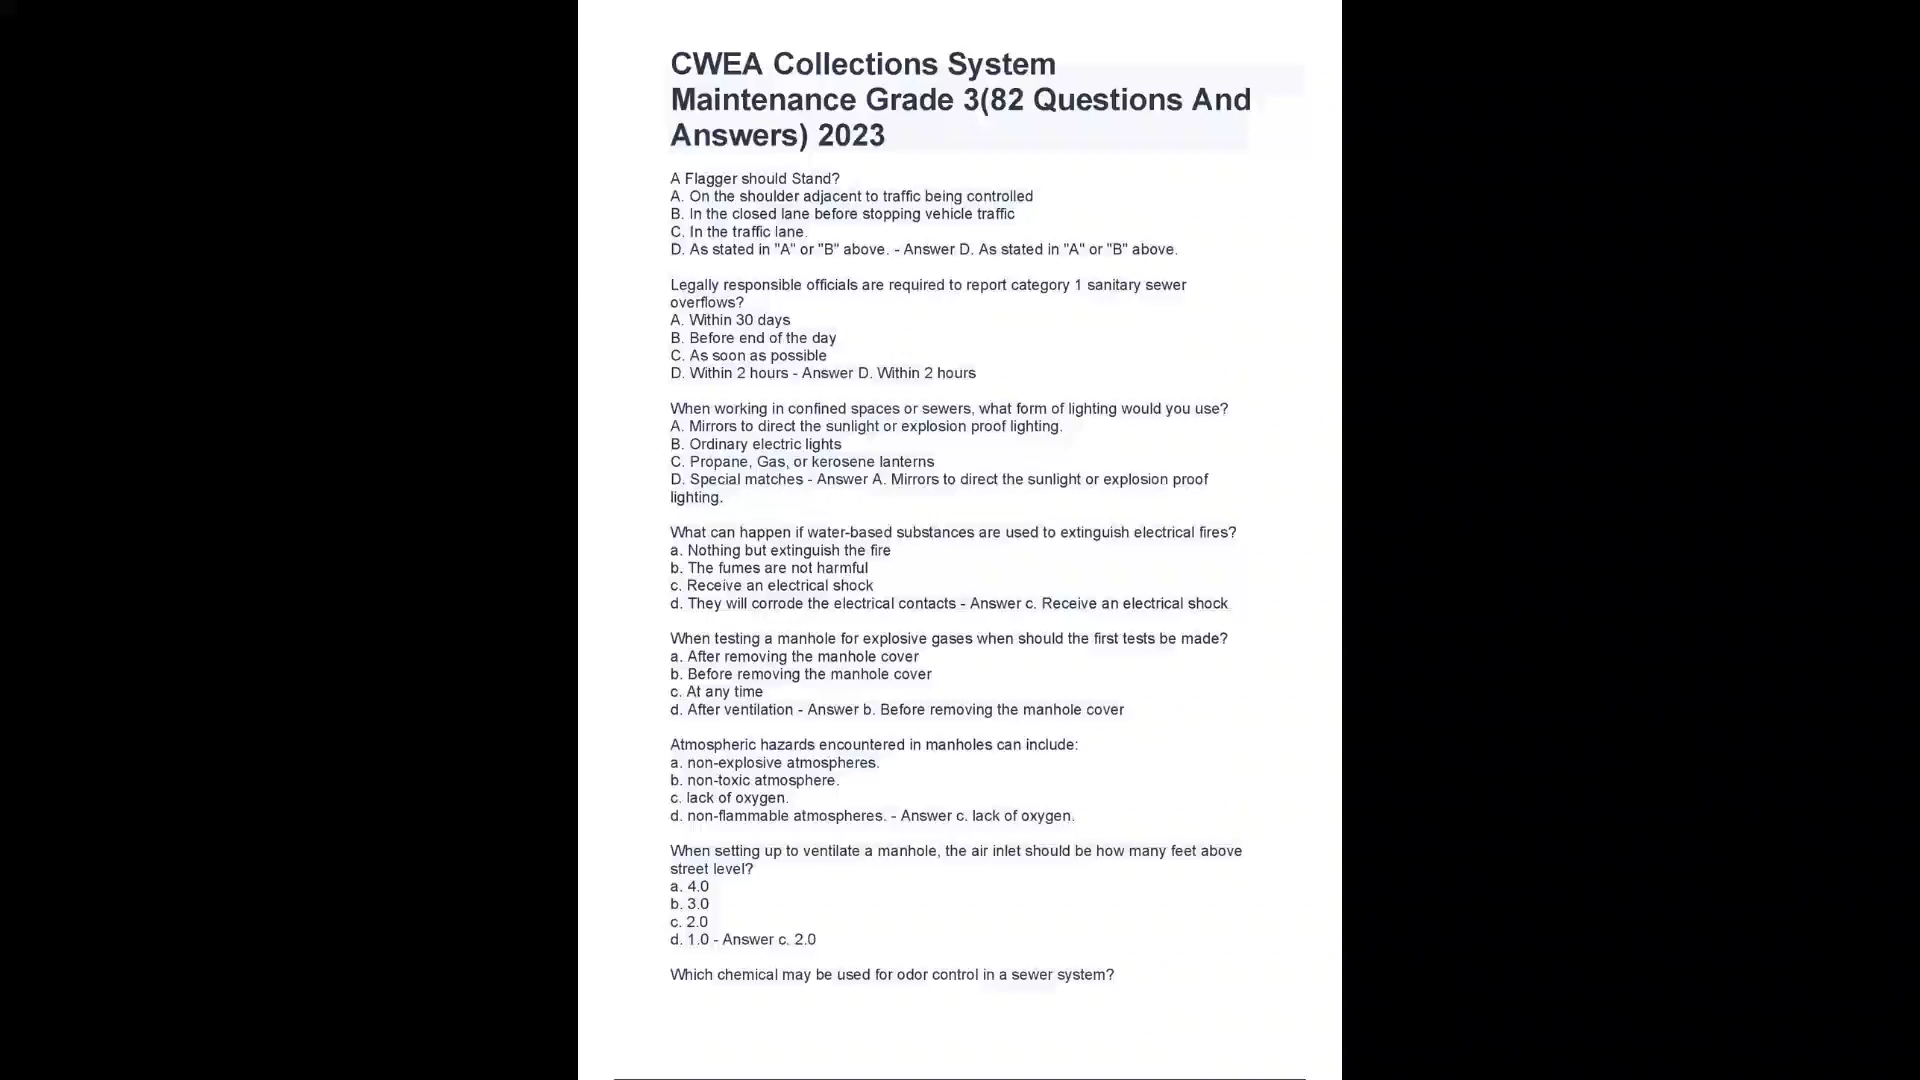 CWEA Collections System
Maintenance Grade 3(82 Questions And
Answers) 2023
A Flagger should Stand?
A. On the shoulder adjacent to traffic being controlled
B. In the closed lane before stopping vehicle traffic
C. In the traffic lane.
D. As stated in "A" or "B" above. - Answer D. As stated in "A" or "B" above.
Legally responsible officials are required to report category 1 sanitary sewer
overflows?
A. Within 30 days
B. Before end of the day
C. As soon as possible
D. Within 2 hours - Answer D. Within 2 hours
When working in confined spaces or sewers, what form of lighting would you use?
A. Mirrors to direct the sunlight or explosion proof lighting.
B. Ordinary electric lights
C. Propane, Gas, or kerosene lanterns
D. Special matches - Answer A. Mirrors to direct the sunlight or explosion proof
lighting.
What can happen if water-based substances are used to extinguish electrical fires?
a. Nothing but extinguish the fire
b. The fumes are not harmful
c. Receive an electrical shock
d. They will corrode the electrical contacts - Answer c. Receive an electrical shock
When testing a manhole for explosive gases when should the first tests be made?
a. After removing the manhole cover
b. Before removing the manhole cover
c. At any time
d. After ventilation - Answer b. Before removing the manhole cover
Atmospheric hazards encountered in manholes can include:
a. non-explosive atmospheres.
b. non-toxic atmosphere.
c. lack of oxygen.
d. non-flammable atmospheres. - Answer c. lack of oxygen.
When setting up to ventilate a manhole, the air inlet should be how many feet above
street level?
a. 4.0
b. 3.0
c. 2.0
d. 1.0 - Answer c. 2.0
Which chemical may be used for odor control in a sewer system?